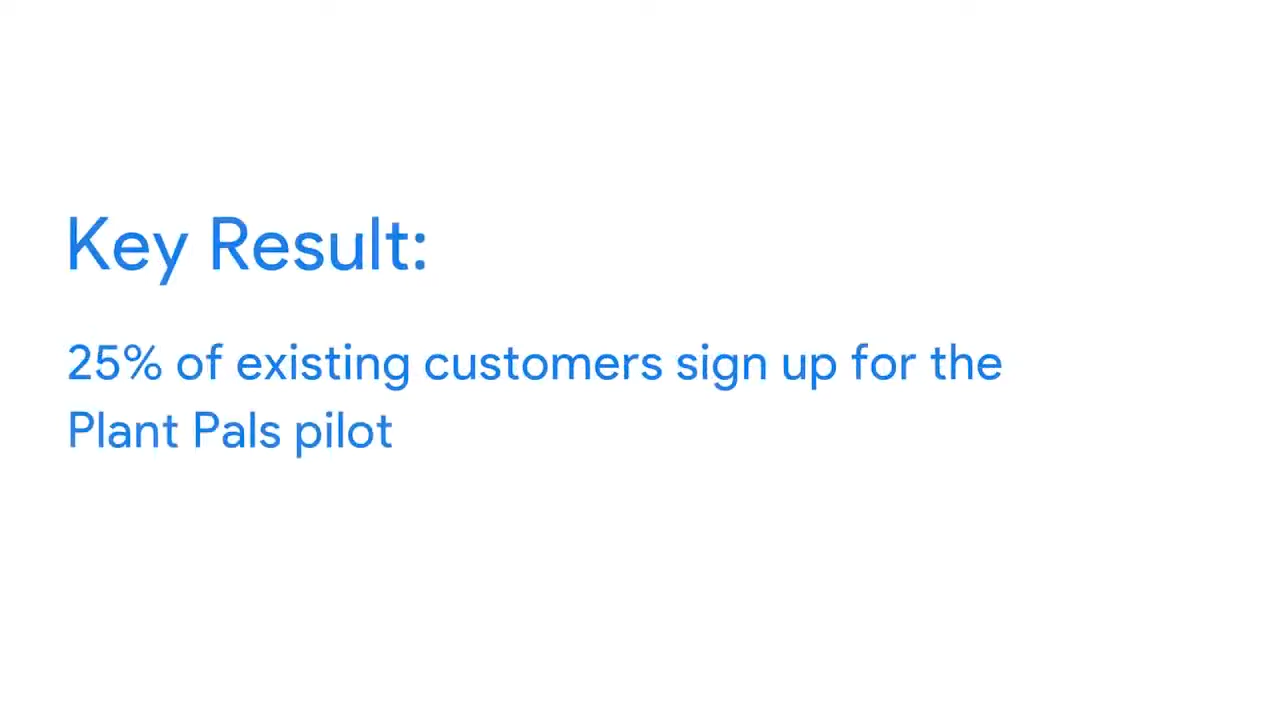 Key Result:
25% of existing customers sign up for the
Plant Pals pilot